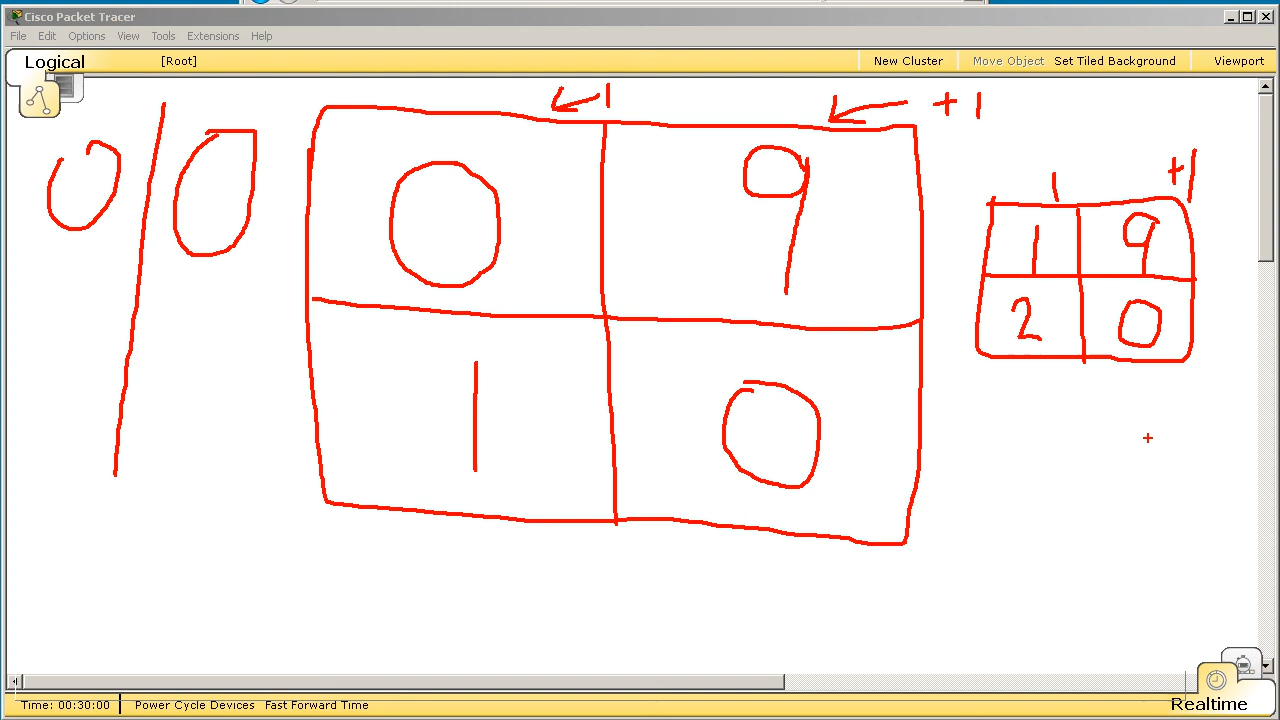 Cisco Packet Tracer
File Edit Options View Tools Extensions Help
Logical [Root] New Cluster Move Object Set Tiled Background Viewport
1 +1
0 0 0 9
1 0
1 +1
1 9
2 0
Time: 00:30:00 Power Cycle Devices Fast Forward Time Realtime